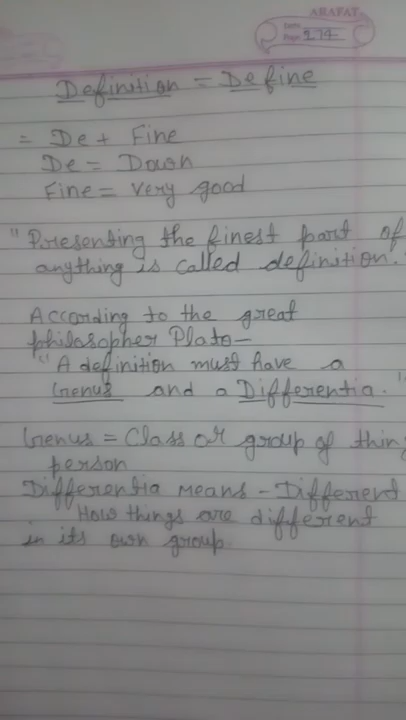 ARAFAT
Date
Page 274
Definition = Define
= De + Fine
De = Down
Fine = Very good
"Presenting the finest part of
anything is called definition.
According to the great
philosopher Plato—
"A definition must have a
Genus and a Differentia."
Genus = Class or group of thing
person
Differentia means - Different
How things are different
in its own group.